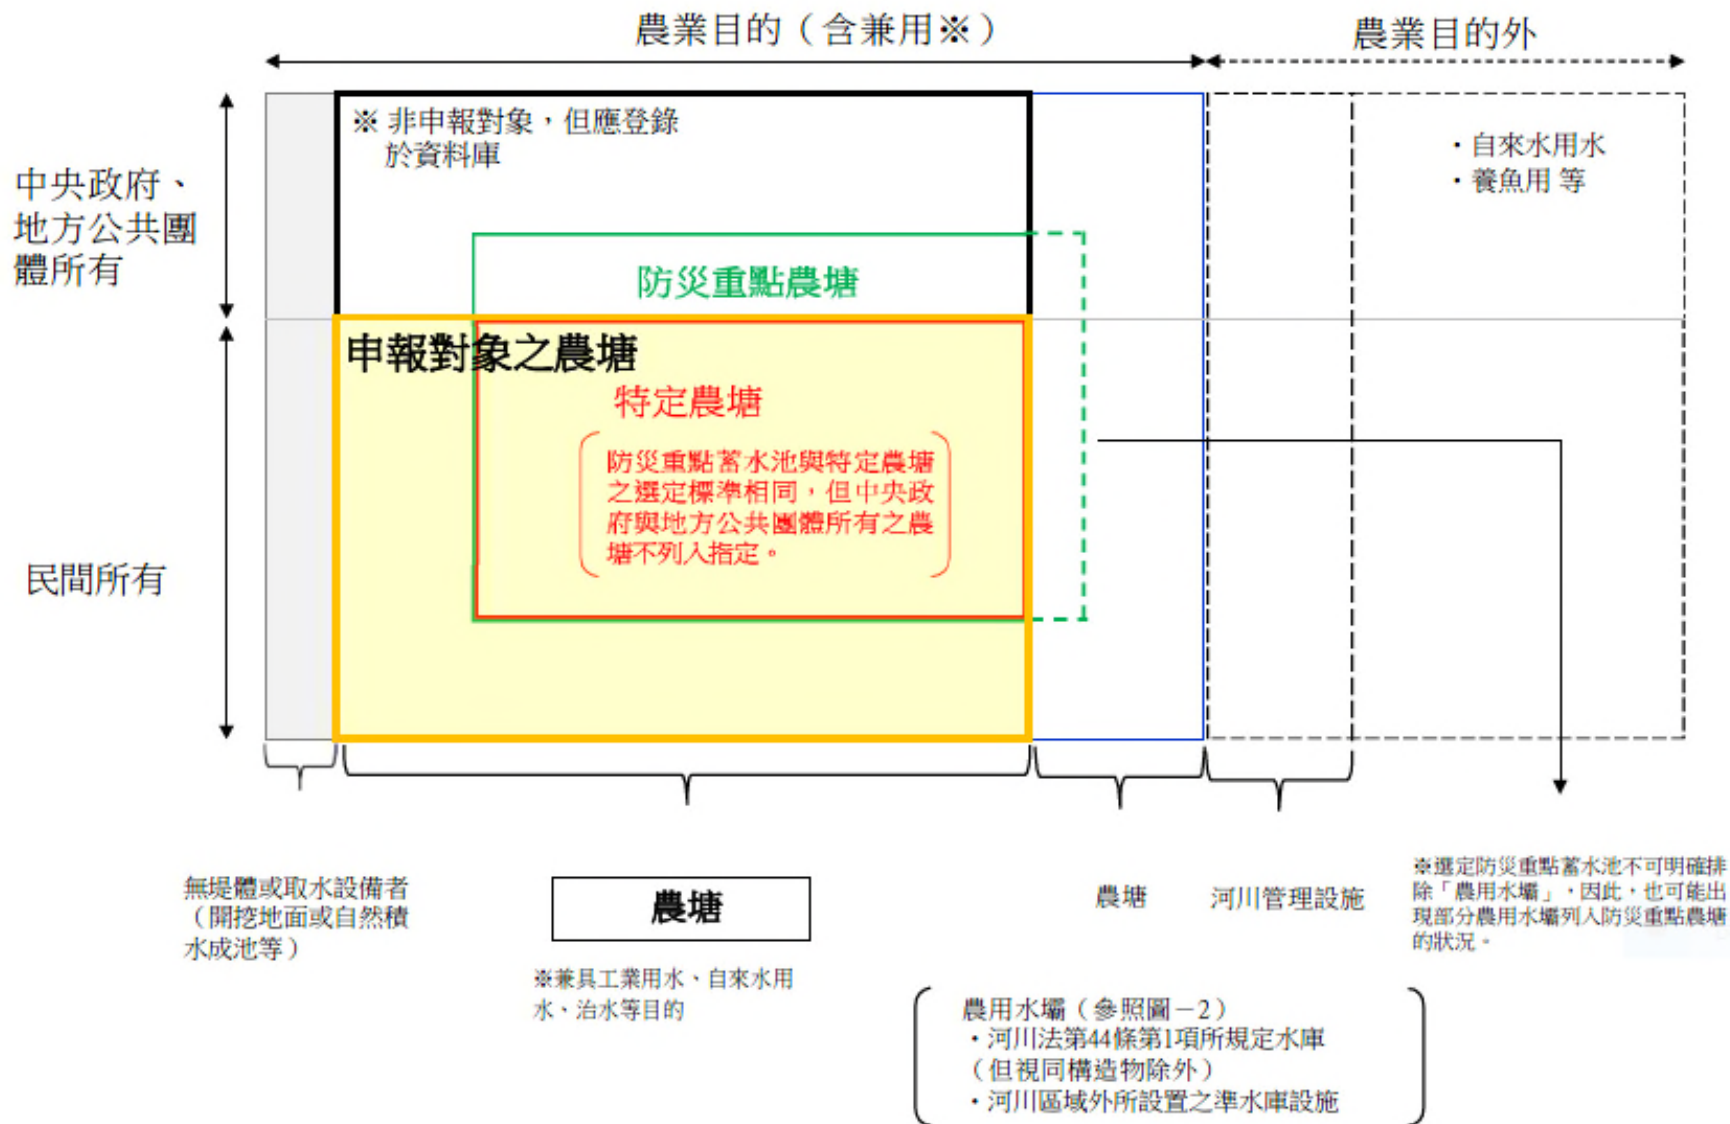 農業目的（含兼用※）
農業目的外
※ 非申報對象，但應登錄
於資料庫
・自來水用水
・養魚用 等
中央政府、
地方公共團
體所有
防災重點農塘
申報對象之農塘
特定農塘
防災重點蓄水池與特定農塘
之選定標準相同，但中央政
府與地方公共團體所有之農
塘不列入指定。
民間所有
無堤體或取水設備者
（開挖地面或自然積
水成池等）
農塘
※兼具工業用水、自來水用
水、治水等目的
農塘
河川管理設施
※選定防災重點蓄水池不可明確排
除「農用水壩」，因此，也可能出
現部分農用水壩列入防災重點農塘
的狀況。
農用水壩（參照圖－2）
・河川法第44條第1項所規定水庫
（但視同構造物除外）
・河川區域外所設置之準水庫設施